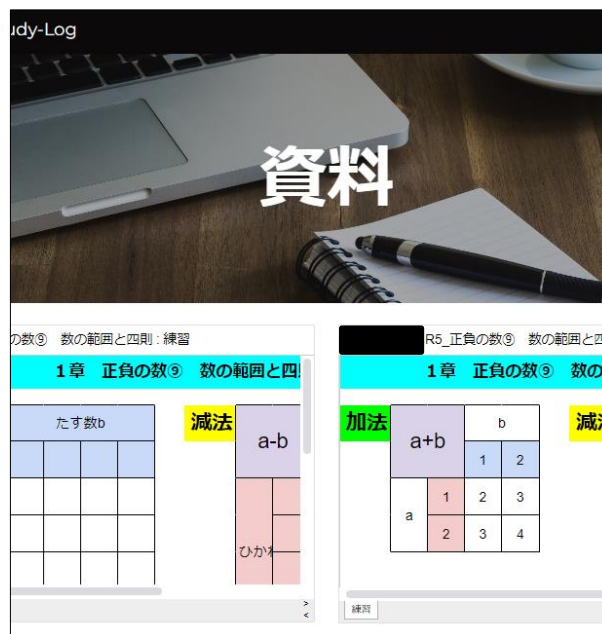 udy-Log
資料
の数⑨ 数の範囲と四則 : 練習
1章 正負の数⑨ 数の範囲と四
たす数b
減法
a-b
ひか
R5_正負の数⑨ 数の範囲と四
1章 正負の数⑨ 数の
加法
a+b
b
減
1 2
a
1 2 3
2 3 4
練習